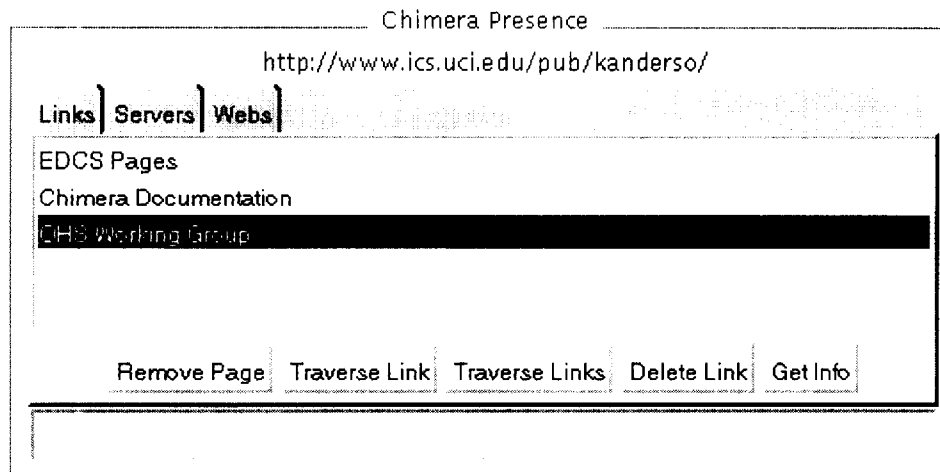 Chimera Presence
http://www.ics.uci.edu/pub/kanderso/
Links Servers Webs
EDCS Pages
Chimera Documentation
OHS Working Group
Remove Page Traverse Link Traverse Links Delete Link Get Info